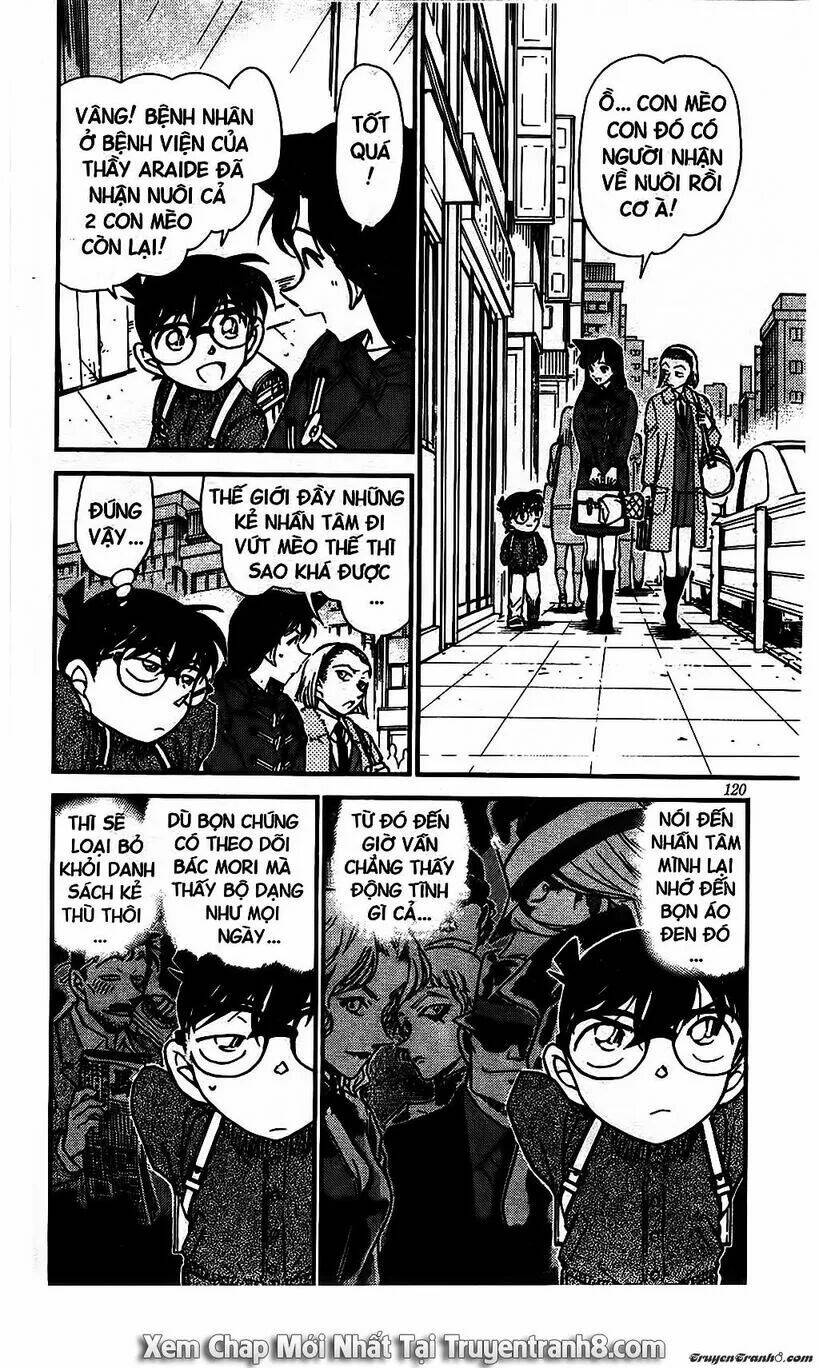 Ồ... CON MÈO
CON ĐÓ CÓ
NGƯỜI NHẬN
VỀ NUÔI RỒI
CƠ À!
TỐT
QUÁ
!
VÂNG! BỆNH NHÂN
Ở BỆNH VIỆN CỦA
THẦY ARAIDE ĐÃ
NHẬN NUÔI CẢ
2 CON MÈO
CÒN LẠI!
THẾ GIỚI ĐẦY NHỮNG
KẺ NHẪN TÂM ĐI
VỨT MÈO THẾ THÌ
SAO KHÁ ĐƯỢC
...
ĐÚNG
VẬY...
120
NÓI ĐẾN
NHẪN TÂM
MÌNH LẠI
NHỚ ĐẾN
BỌN ÁO
ĐEN ĐÓ
...
TỪ ĐÓ ĐẾN
GIỜ VẪN
CHẲNG THẤY
ĐỘNG TĨNH
GÌ CẢ...
DÙ BỌN CHÚNG
CÓ THEO DÕI
BÁC MORI MÀ
THẤY BỘ DẠNG
NHƯ MỌI
NGÀY...
THÌ SẼ
LOẠI BỎ
KHỎI DANH
SÁCH KẺ
THÙ THÔI
...
Xem Chap Mới Nhất Tại Truyentranh8.com
TruyenTranh8.com